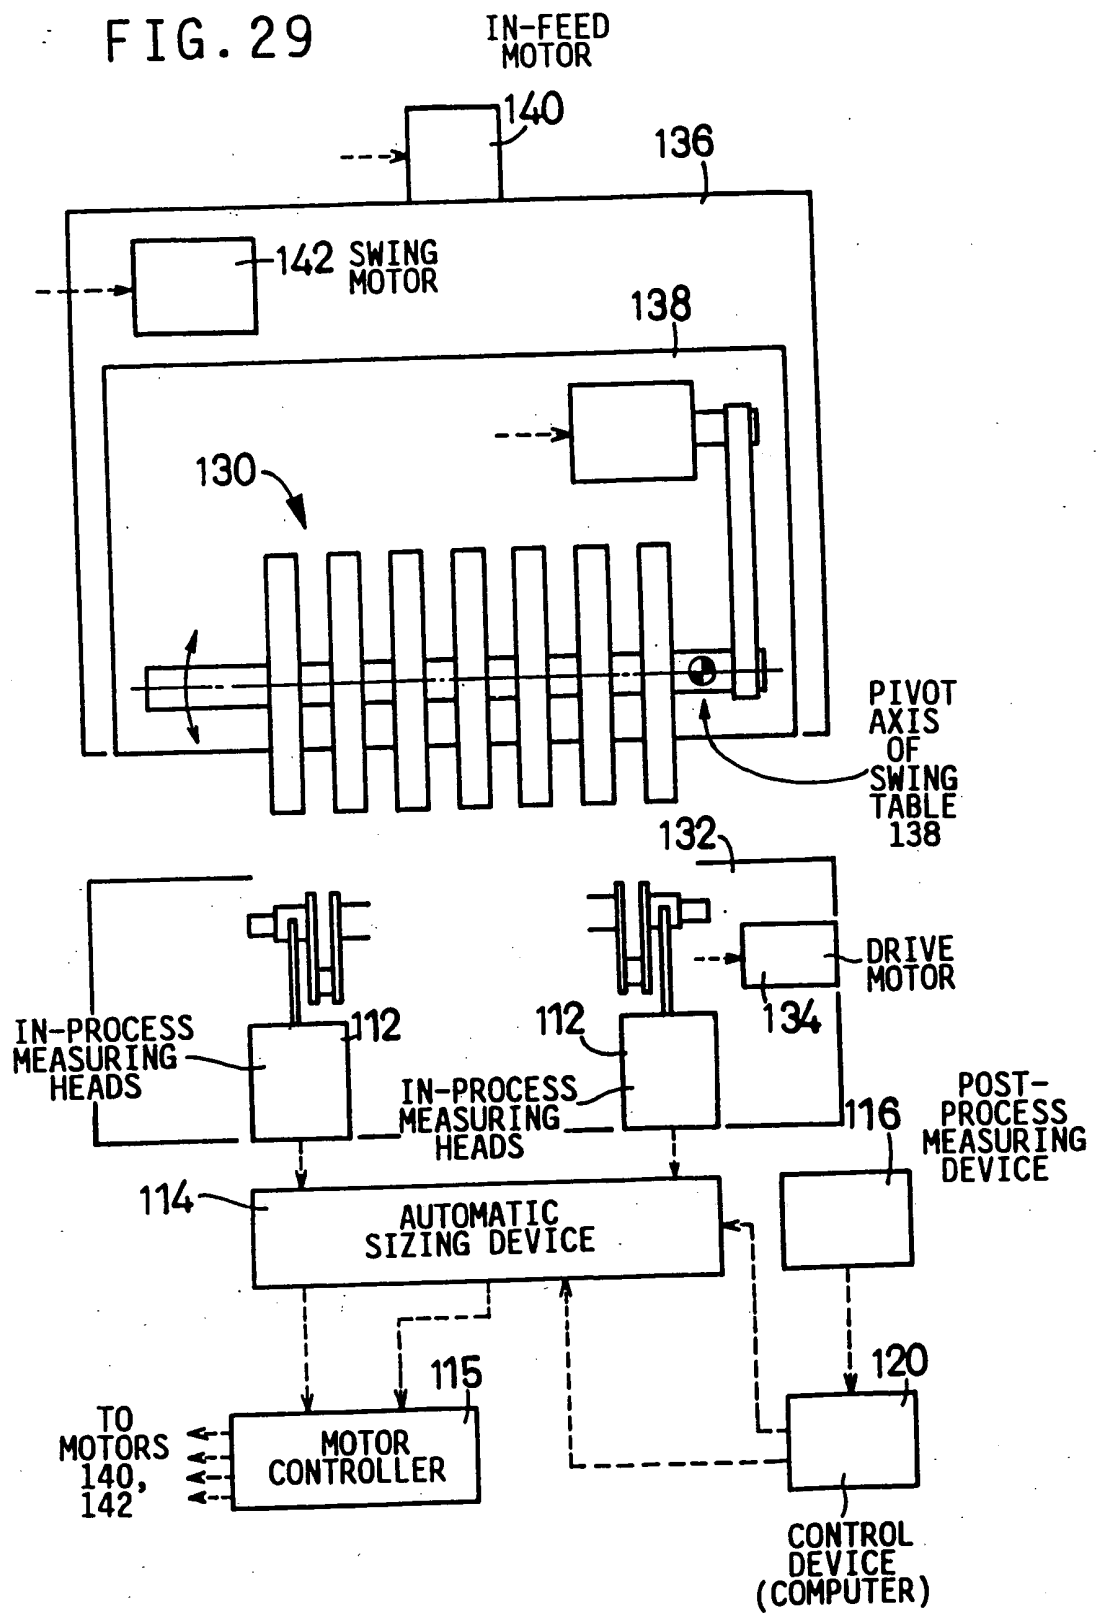 FIG. 29
IN-FEED
MOTOR
140
136
142 SWING
MOTOR
138
130
PIVOT
AXIS
OF
SWING
TABLE
138
132
DRIVE
MOTOR
134
IN-PROCESS
MEASURING
HEADS
112
112
IN-PROCESS
MEASURING
HEADS
POST-
PROCESS
MEASURING
DEVICE
116
114
AUTOMATIC
SIZING DEVICE
115
120
TO
MOTORS
140,
142
MOTOR
CONTROLLER
CONTROL
DEVICE
(COMPUTER)